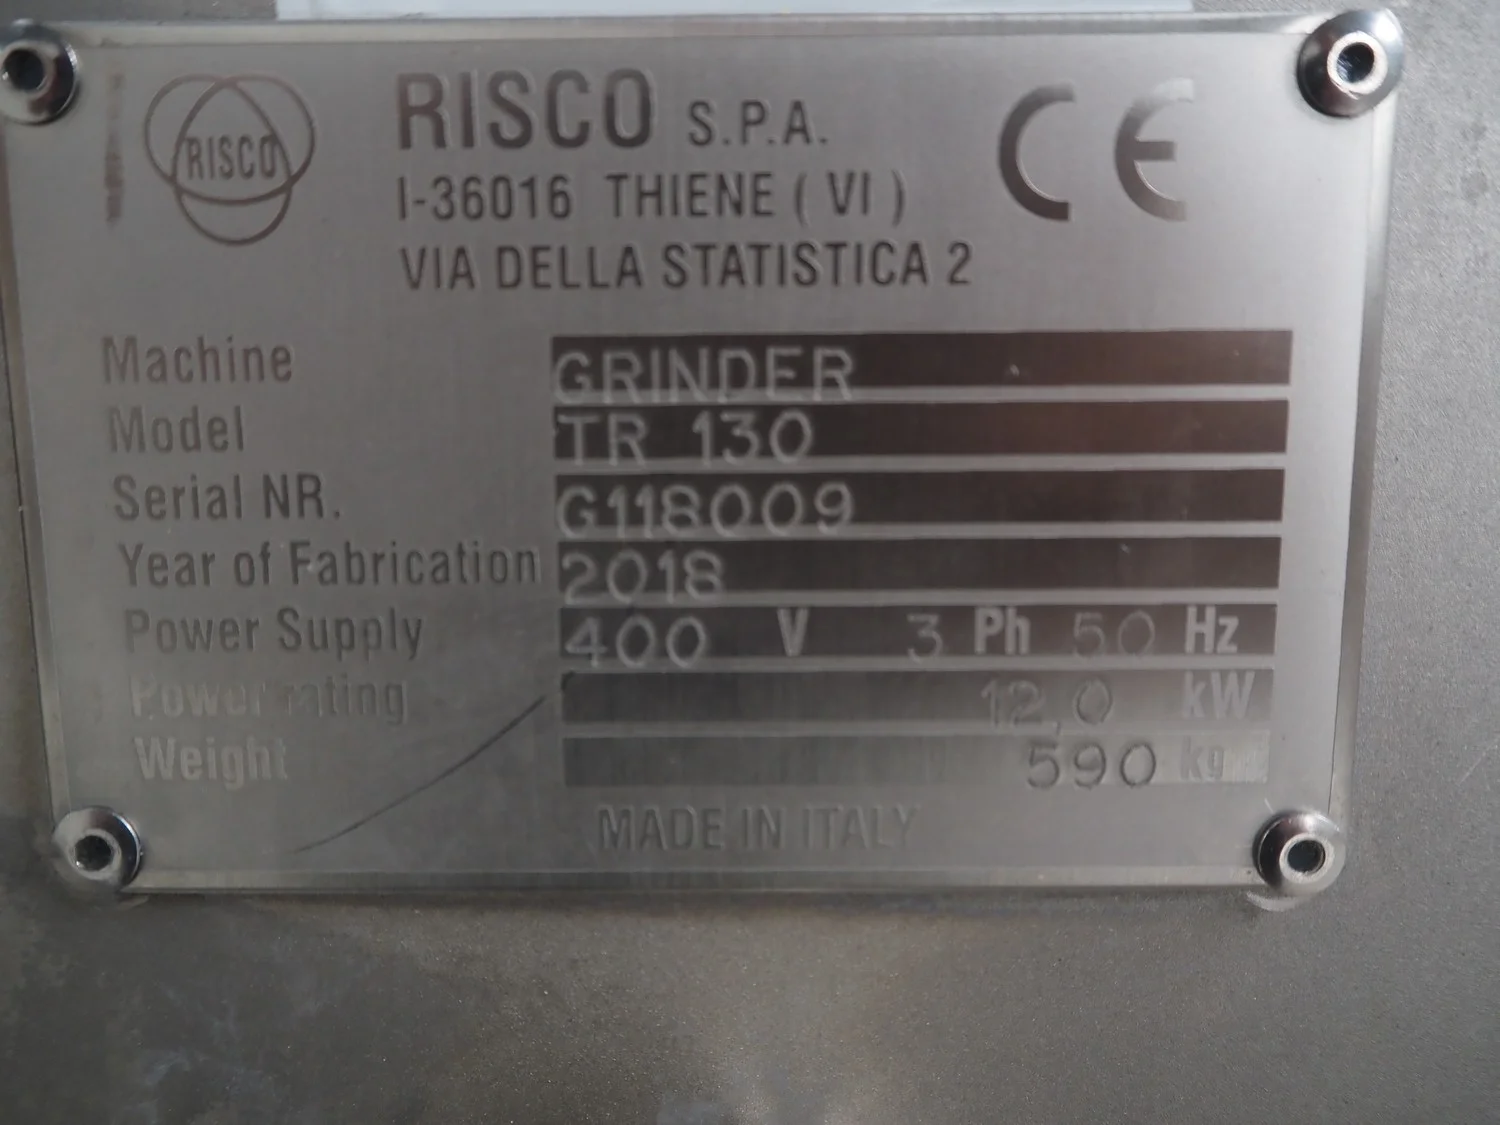 RISCO
RISCO S.P.A.
CE
I-36016 THIENE ( VI )
VIA DELLA STATISTICA 2
Machine GRINDER
Model TR 130
Serial NR. G118009
Year of Fabrication 2018
Power Supply 400 V 3 Ph 50 Hz
Power rating 12,0 kW
Weight 590 kg
MADE IN ITALY